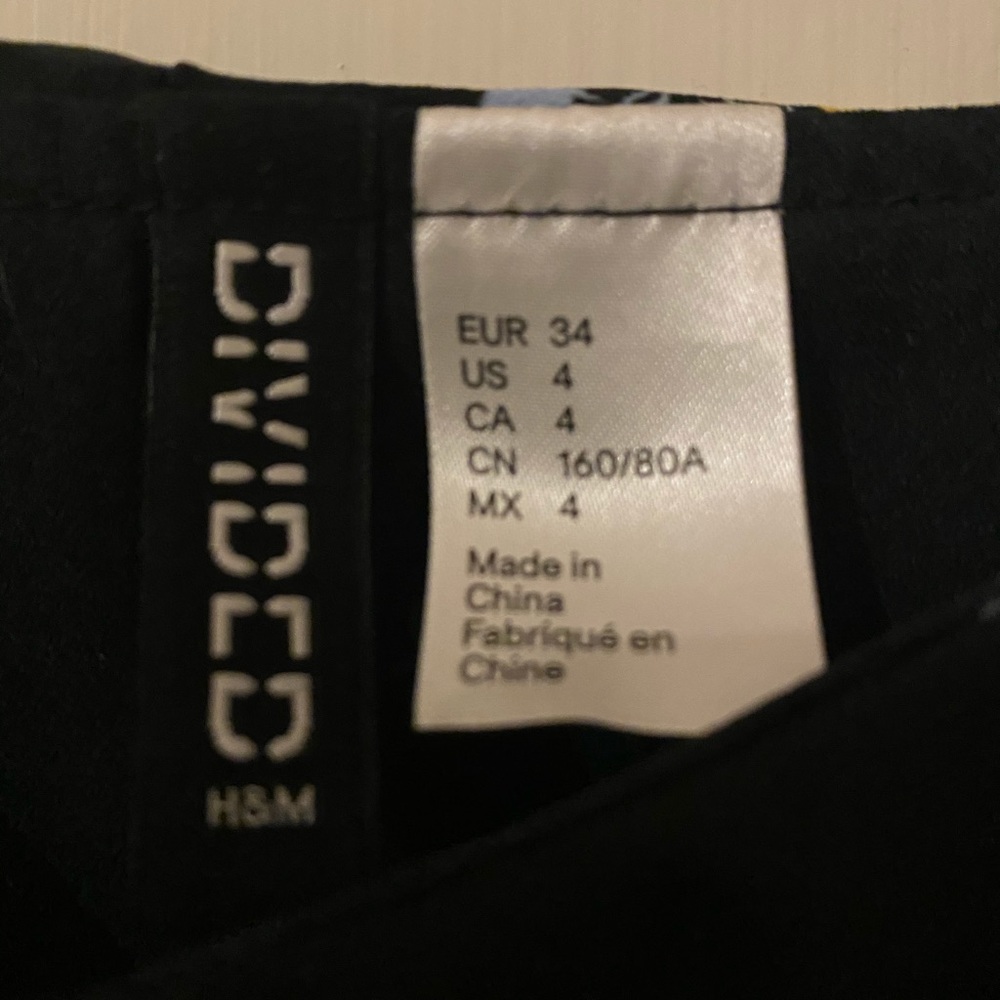 DIVIDED
H&M
EUR 34
US 4
CA 4
CN 160/80A
MX 4
Made in
China
Fabriqué en
Chine